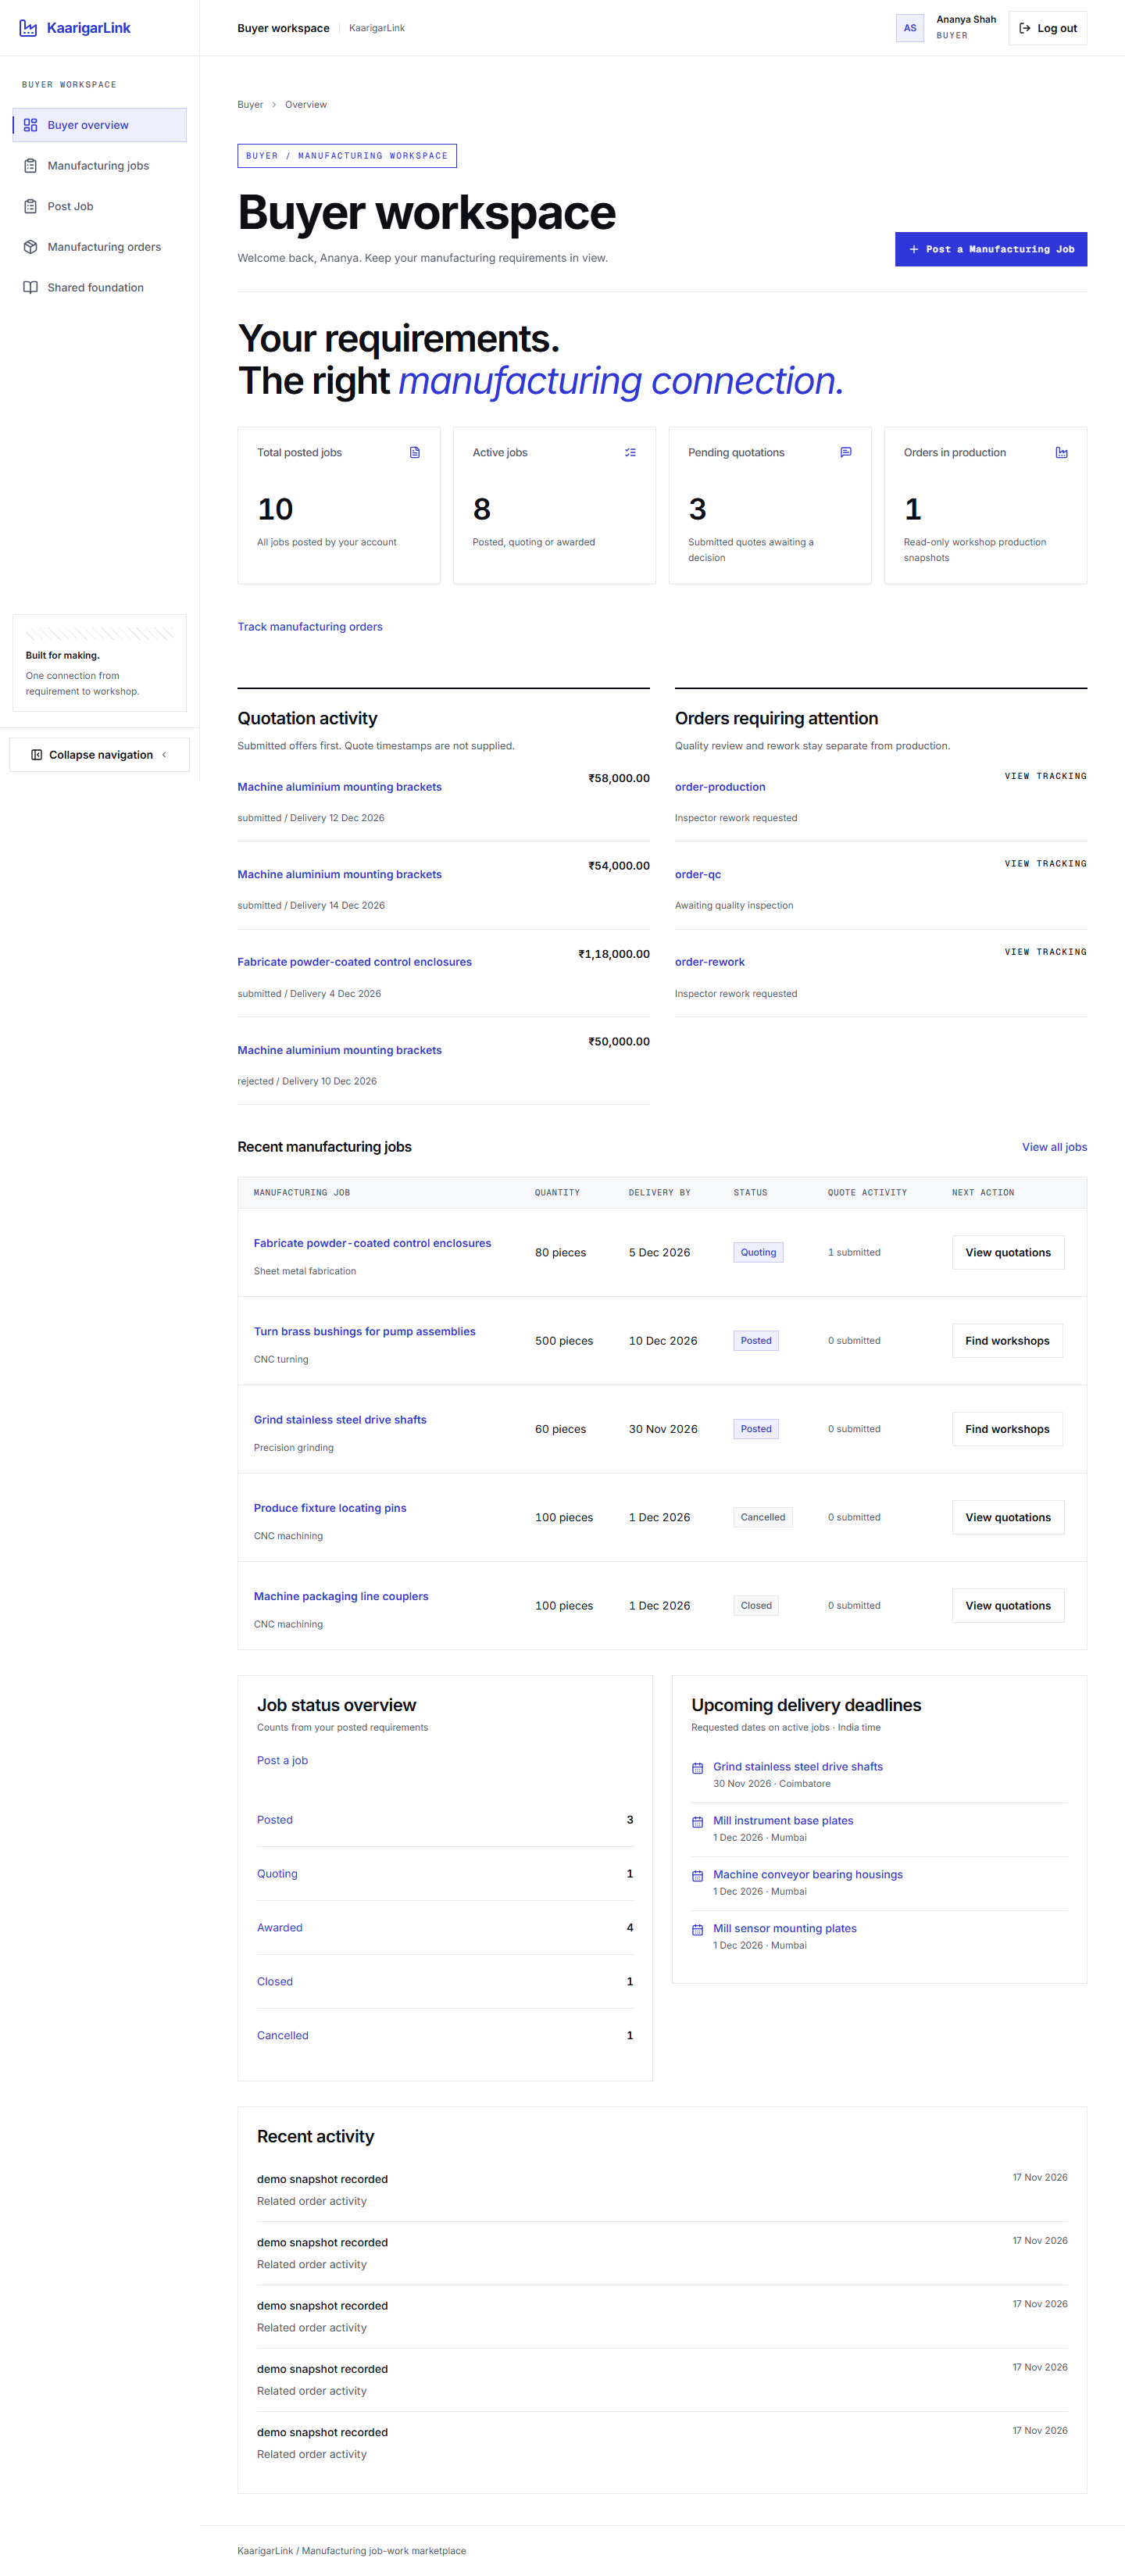 KaarigarLink
Buyer workspace
KaarigarLink
AS
Ananya Shah
BUYER
Log out
BUYER WORKSPACE
Buyer overview
Manufacturing jobs
Post Job
Manufacturing orders
Shared foundation
Built for making.
One connection from
requirement to workshop.
Collapse navigation
Buyer > Overview
BUYER / MANUFACTURING WORKSPACE
Buyer workspace
Welcome back, Ananya. Keep your manufacturing requirements in view.
+ Post a Manufacturing Job
Your requirements.
The right manufacturing connection.
Total posted jobs
10
All jobs posted by your account
Active jobs
8
Posted, quoting or awarded
Pending quotations
3
Submitted quotes awaiting a
decision
Orders in production
1
Read-only workshop production
snapshots
Track manufacturing orders
Quotation activity
Submitted offers first. Quote timestamps are not supplied.
Machine aluminium mounting brackets
₹58,000.00
submitted / Delivery 12 Dec 2026
Machine aluminium mounting brackets
₹54,000.00
submitted / Delivery 14 Dec 2026
Fabricate powder-coated control enclosures
₹1,18,000.00
submitted / Delivery 4 Dec 2026
Machine aluminium mounting brackets
₹50,000.00
rejected / Delivery 10 Dec 2026
Orders requiring attention
Quality review and rework stay separate from production.
order-production
VIEW TRACKING
Inspector rework requested
order-qc
VIEW TRACKING
Awaiting quality inspection
order-rework
VIEW TRACKING
Inspector rework requested
Recent manufacturing jobs
View all jobs
MANUFACTURING JOB QUANTITY DELIVERY BY STATUS QUOTE ACTIVITY NEXT ACTION
Fabricate powder-coated control enclosures
Sheet metal fabrication
80 pieces 5 Dec 2026 Quoting 1 submitted View quotations
Turn brass bushings for pump assemblies
CNC turning
500 pieces 10 Dec 2026 Posted 0 submitted Find workshops
Grind stainless steel drive shafts
Precision grinding
60 pieces 30 Nov 2026 Posted 0 submitted Find workshops
Produce fixture locating pins
CNC machining
100 pieces 1 Dec 2026 Cancelled 0 submitted View quotations
Machine packaging line couplers
CNC machining
100 pieces 1 Dec 2026 Closed 0 submitted View quotations
Job status overview
Counts from your posted requirements
Post a job
Posted 3
Quoting 1
Awarded 4
Closed 1
Cancelled 1
Upcoming delivery deadlines
Requested dates on active jobs · India time
Grind stainless steel drive shafts
30 Nov 2026 · Coimbatore
Mill instrument base plates
1 Dec 2026 · Mumbai
Machine conveyor bearing housings
1 Dec 2026 · Mumbai
Mill sensor mounting plates
1 Dec 2026 · Mumbai
Recent activity
demo snapshot recorded
17 Nov 2026
Related order activity
demo snapshot recorded
17 Nov 2026
Related order activity
demo snapshot recorded
17 Nov 2026
Related order activity
demo snapshot recorded
17 Nov 2026
Related order activity
demo snapshot recorded
17 Nov 2026
Related order activity
KaarigarLink / Manufacturing job-work marketplace